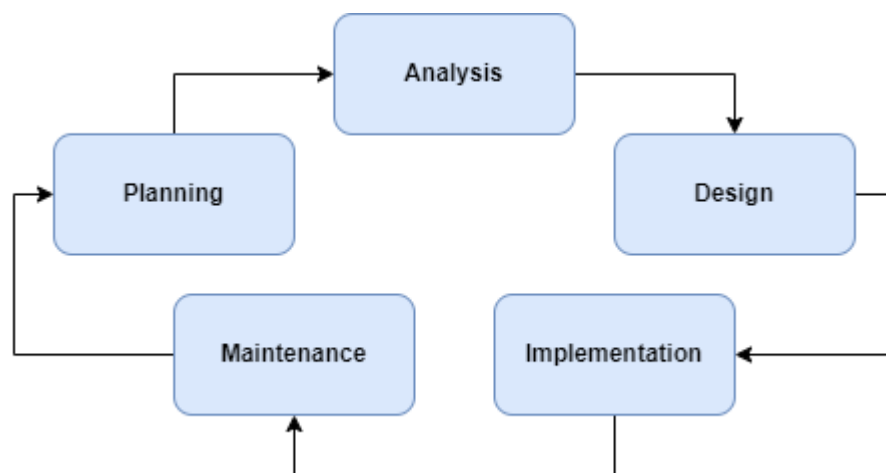 Analysis
Planning
Design
Maintenance
Implementation